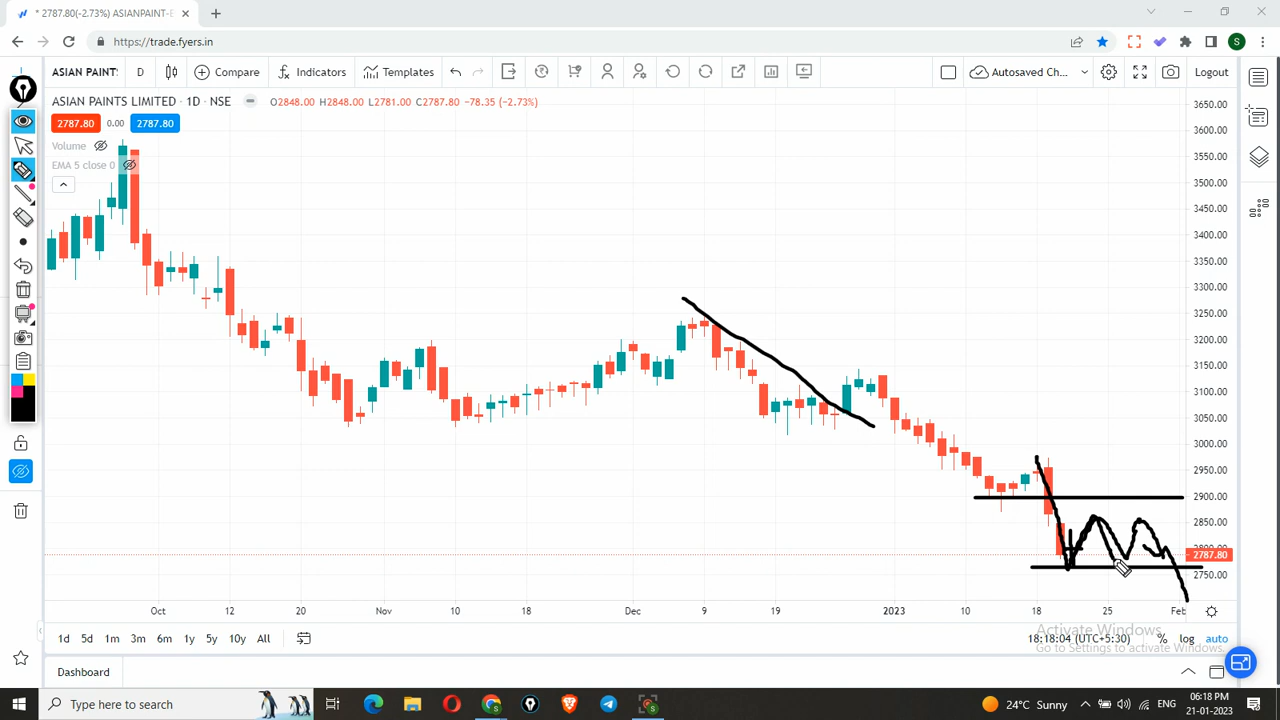 * 2787.80(-2.73%) ASIANPAINT-E
https://trade.fyers.in
ASIAN PAINTS D Compare Indicators Templates Autosaved Ch... Logout
ASIAN PAINTS LIMITED · 1D · NSE O2848.00 H2848.00 L2781.00 C2787.80 -78.35 (-2.73%)
2787.80 0.00 2787.80
Volume
EMA 5 close 0
3650.00
3600.00
3550.00
3500.00
3450.00
3400.00
3350.00
3300.00
3250.00
3200.00
3150.00
3100.00
3050.00
3000.00
2950.00
2900.00
2850.00
2800.00
2787.80
2750.00
Oct 12 20 Nov 10 18 Dec 9 19 2023 10 18 25 Feb
1d 5d 1m 3m 6m 1y 5y 10y All 18:18:04 (UTC+5:30) % log auto
Activate Windows
Go to Settings to activate Windows.
Dashboard
Type here to search 24°C Sunny ENG 06:18 PM
21-01-2023
S
S